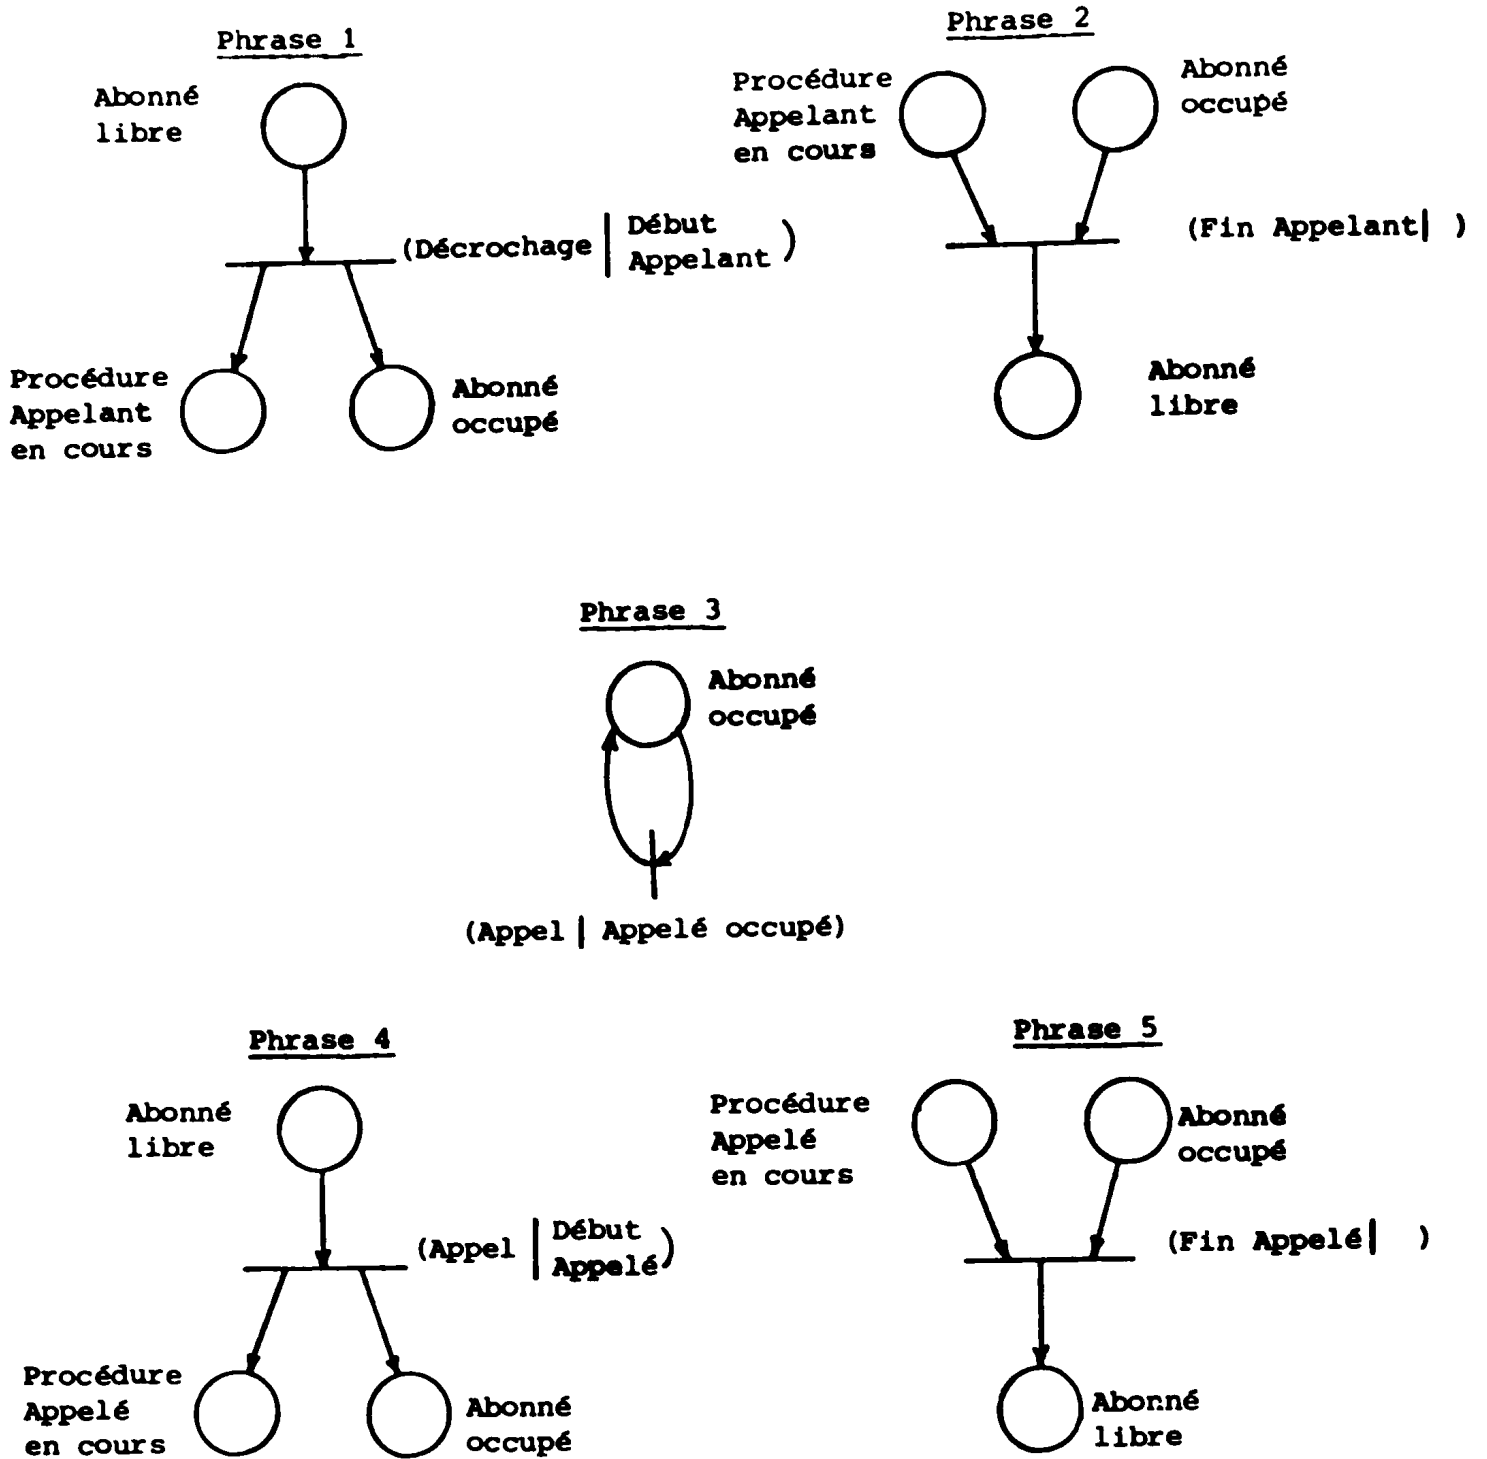 Phrase 1
Abonné
libre
(Décrochage | Début
Appelant )
Procédure
Appelant
en cours
Abonné
occupé
Phrase 2
Procédure
Appelant
en cours
Abonné
occupé
(Fin Appelant| )
Abonné
libre
Phrase 3
Abonné
occupé
(Appel | Appelé occupé)
Phrase 4
Abonné
libre
(Appel | Début
Appelé )
Procédure
Appelé
en cours
Abonné
occupé
Phrase 5
Procédure
Appelé
en cours
Abonné
occupé
(Fin Appelé| )
Abonné
libre